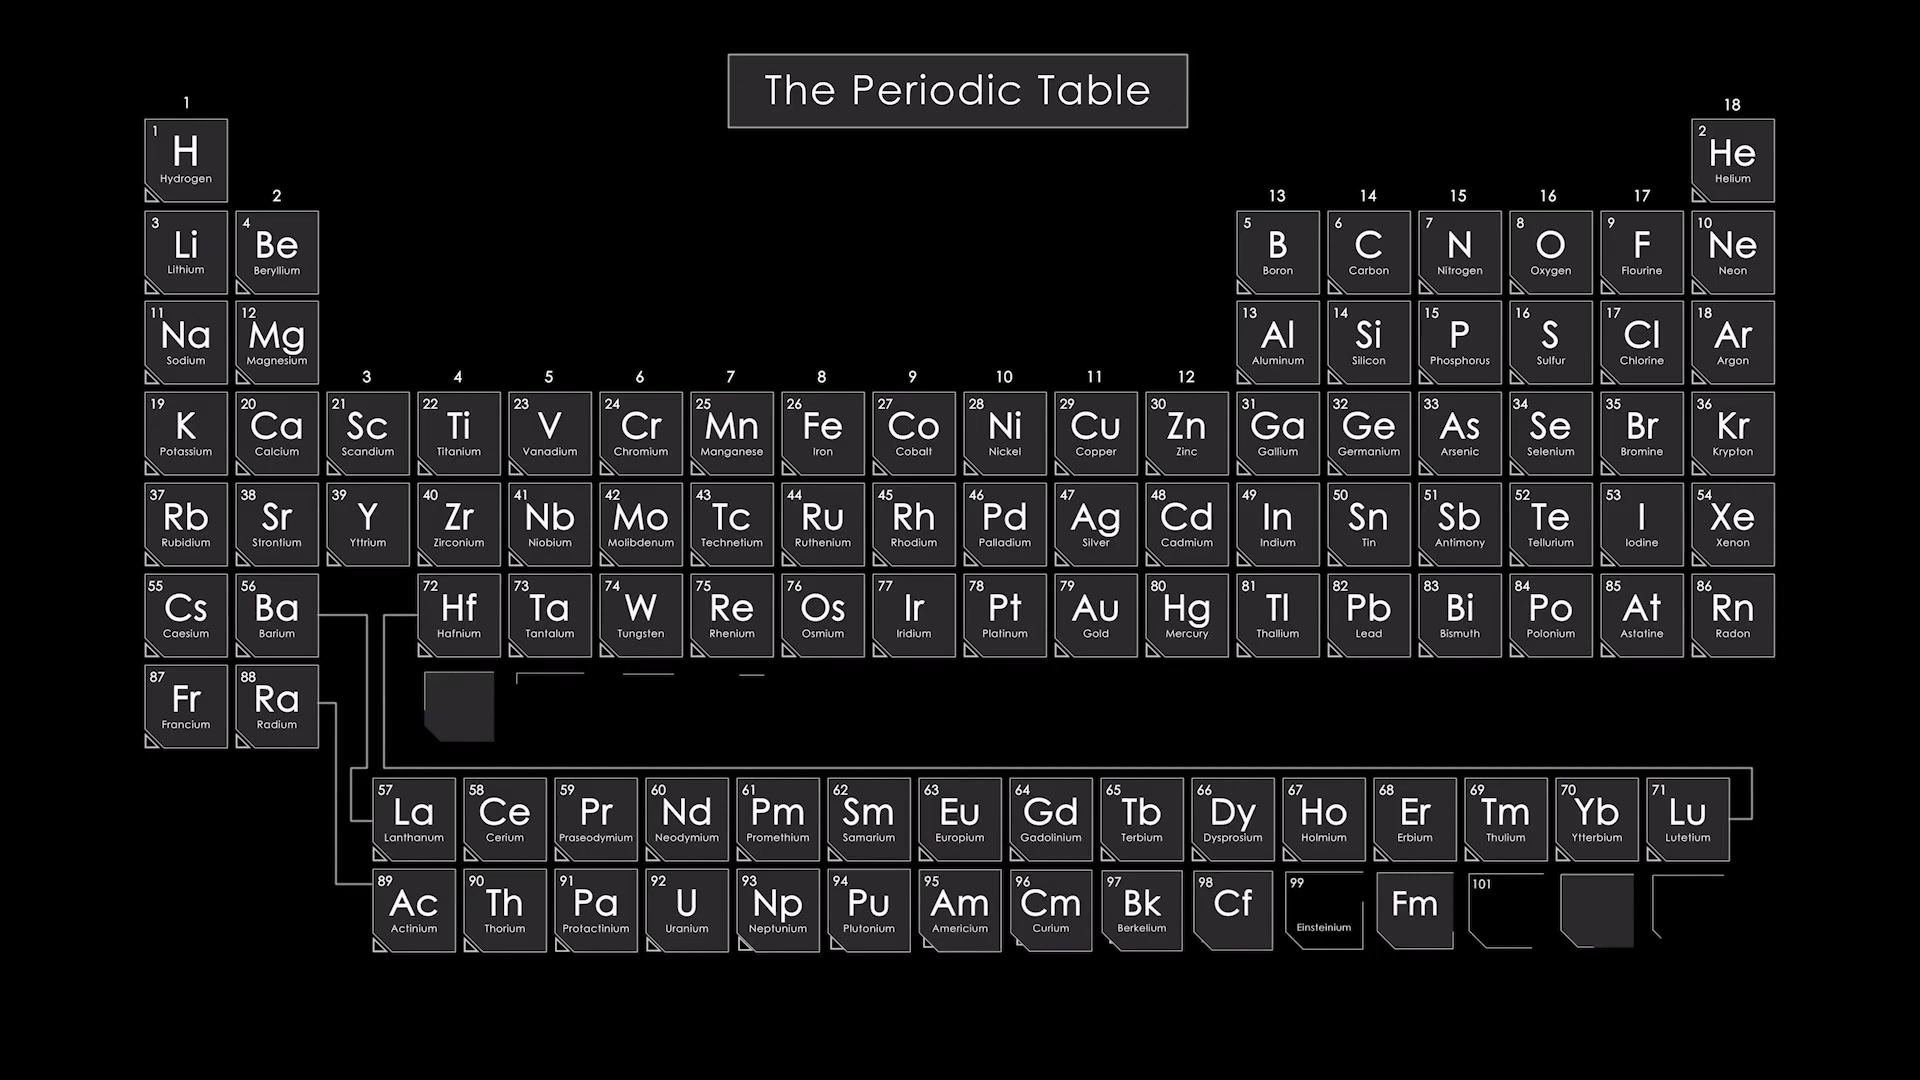 The Periodic Table
1 18
1 H Hydrogen 2 He Helium
2 13 14 15 16 17
3 Li Lithium 4 Be Beryllium 5 B Boron 6 C Carbon 7 N Nitrogen 8 O Oxygen 9 F Flourine 10 Ne Neon
11 Na Sodium 12 Mg Magnesium 13 Al Aluminum 14 Si Silicon 15 P Phosphorus 16 S Sulfur 17 Cl Chlorine 18 Ar Argon
3 4 5 6 7 8 9 10 11 12
19 K Potassium 20 Ca Calcium 21 Sc Scandium 22 Ti Titanium 23 V Vanadium 24 Cr Chromium 25 Mn Manganese 26 Fe Iron 27 Co Cobalt 28 Ni Nickel 29 Cu Copper 30 Zn Zinc 31 Ga Gallium 32 Ge Germanium 33 As Arsenic 34 Se Selenium 35 Br Bromine 36 Kr Krypton
37 Rb Rubidium 38 Sr Strontium 39 Y Yttrium 40 Zr Zirconium 41 Nb Niobium 42 Mo Molibdenum 43 Tc Technetium 44 Ru Ruthenium 45 Rh Rhodium 46 Pd Palladium 47 Ag Silver 48 Cd Cadmium 49 In Indium 50 Sn Tin 51 Sb Antimony 52 Te Tellurium 53 I Iodine 54 Xe Xenon
55 Cs Caesium 56 Ba Barium 72 Hf Hafnium 73 Ta Tantalum 74 W Tungsten 75 Re Rhenium 76 Os Osmium 77 Ir Iridium 78 Pt Platinum 79 Au Gold 80 Hg Mercury 81 Tl Thallium 82 Pb Lead 83 Bi Bismuth 84 Po Polonium 85 At Astatine 86 Rn Radon
87 Fr Francium 88 Ra Radium
57 La Lanthanum 58 Ce Cerium 59 Pr Praseodymium 60 Nd Neodymium 61 Pm Promethium 62 Sm Samarium 63 Eu Europium 64 Gd Gadolinium 65 Tb Terbium 66 Dy Dysprosium 67 Ho Holmium 68 Er Erbium 69 Tm Thulium 70 Yb Ytterbium 71 Lu Lutetium
89 Ac Actinium 90 Th Thorium 91 Pa Protactinium 92 U Uranium 93 Np Neptunium 94 Pu Plutonium 95 Am Americium 96 Cm Curium 97 Bk Berkelium 98 Cf 99 Einsteinium Fm 101